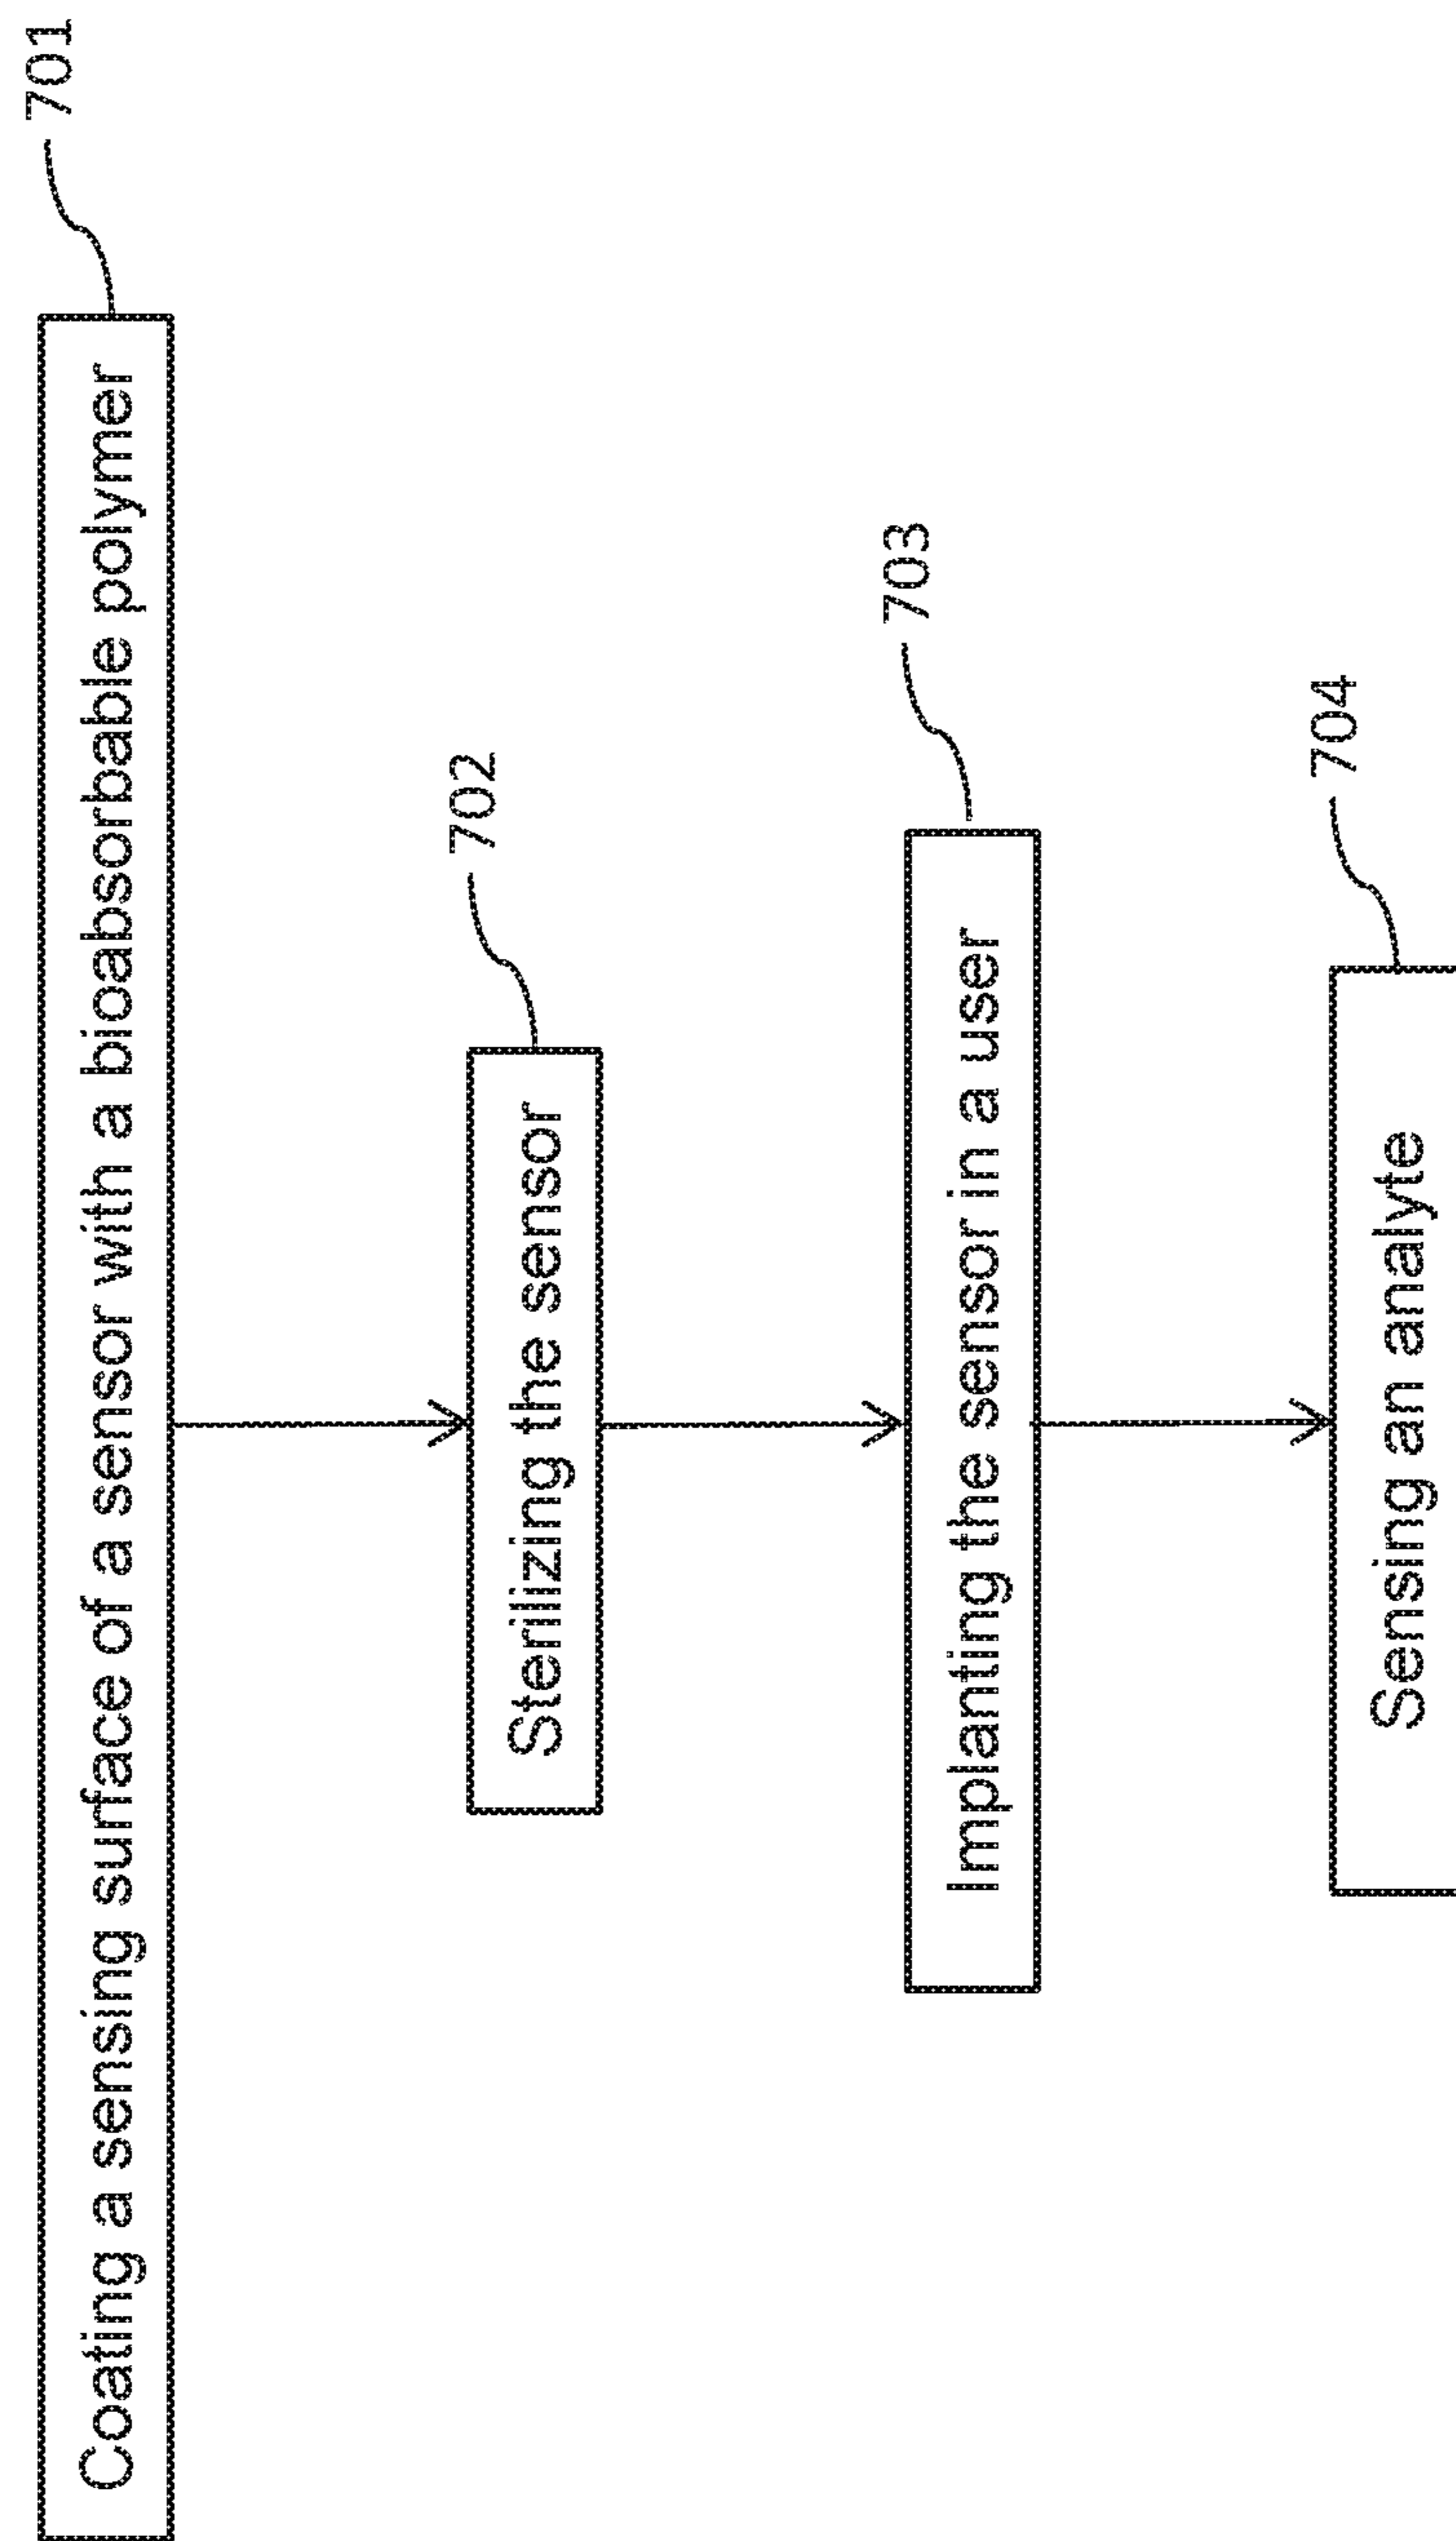 Coating a sensing surface of a sensor with a bioabsorbable polymer
701
Sterilizing the sensor
702
Implanting the sensor in a user
703
Sensing an analyte
704